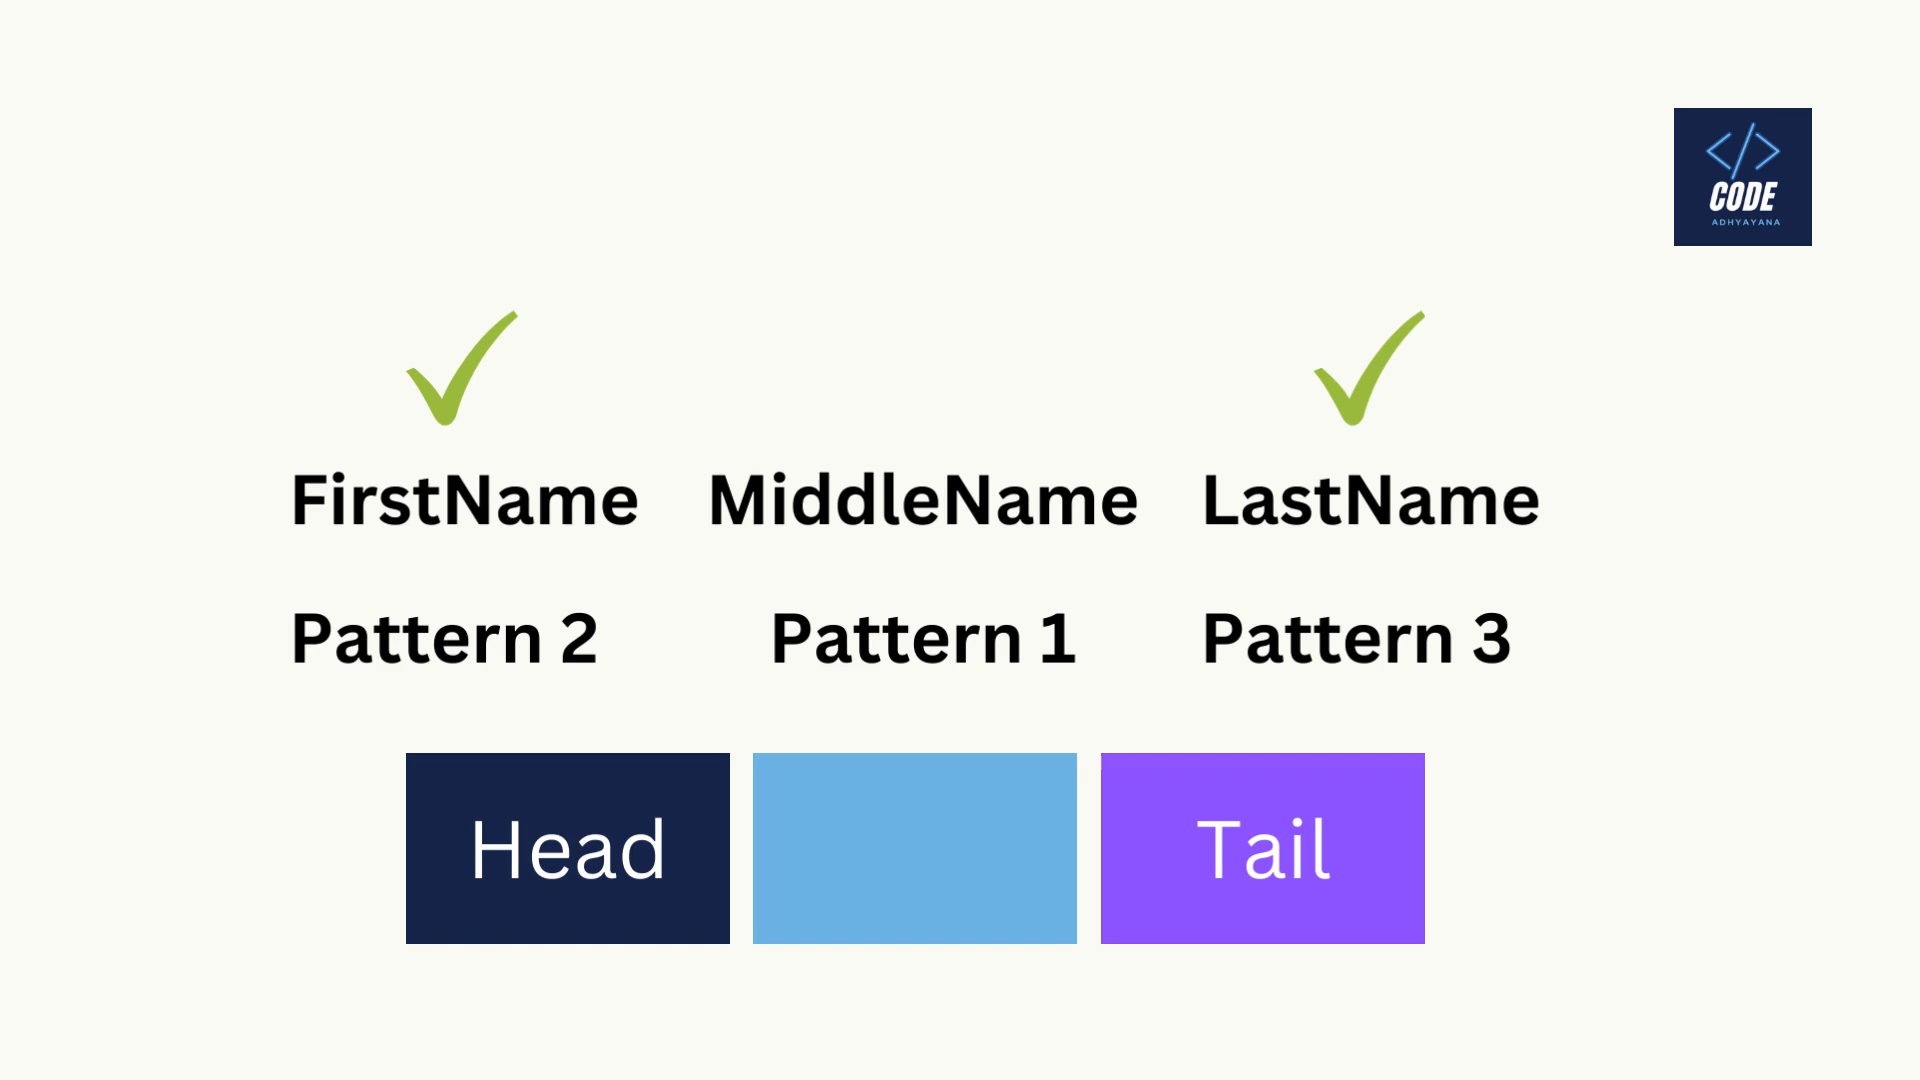 CODE
ADHYAYANA
FirstName MiddleName LastName
Pattern 2 Pattern 1 Pattern 3
Head Tail